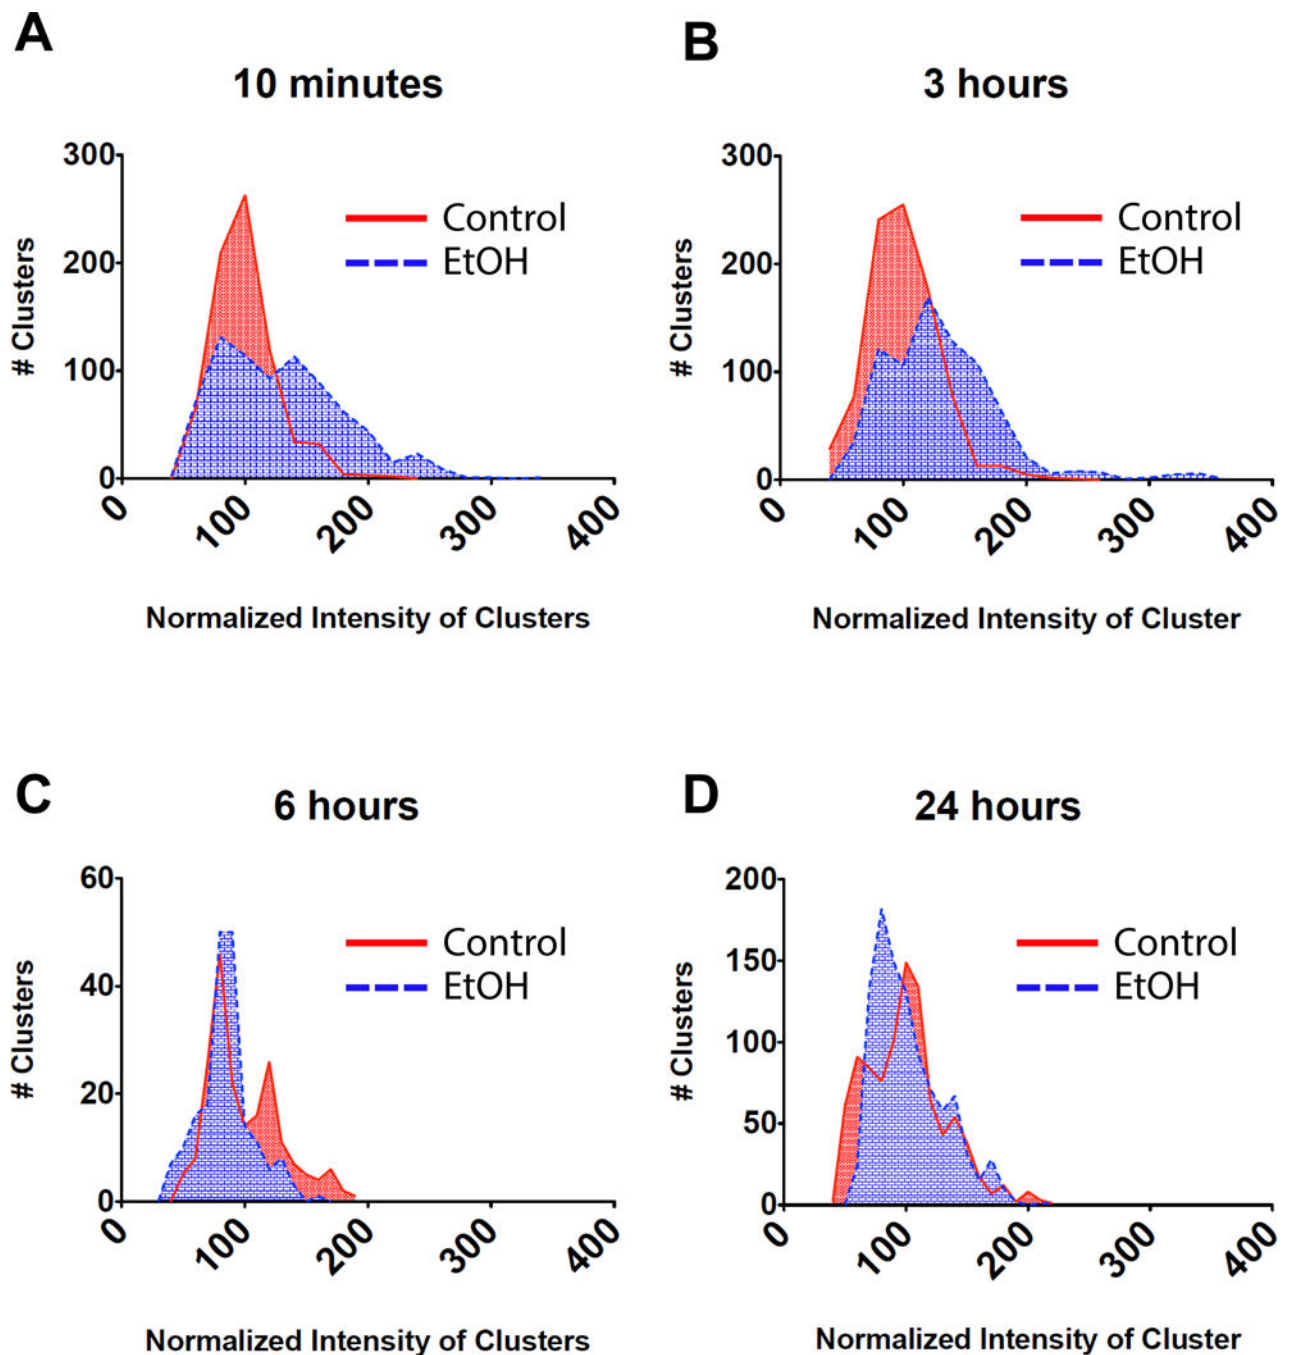 A
10 minutes
300
200
100
0
# Clusters
Control
EtOH
0
100
200
300
400
Normalized Intensity of Clusters
B
3 hours
300
200
100
0
# Clusters
Control
EtOH
0
100
200
300
400
Normalized Intensity of Cluster
C
6 hours
60
40
20
0
# Clusters
Control
EtOH
0
100
200
300
400
Normalized Intensity of Clusters
D
24 hours
200
150
100
50
0
# Clusters
Control
EtOH
0
100
200
300
400
Normalized Intensity of Cluster